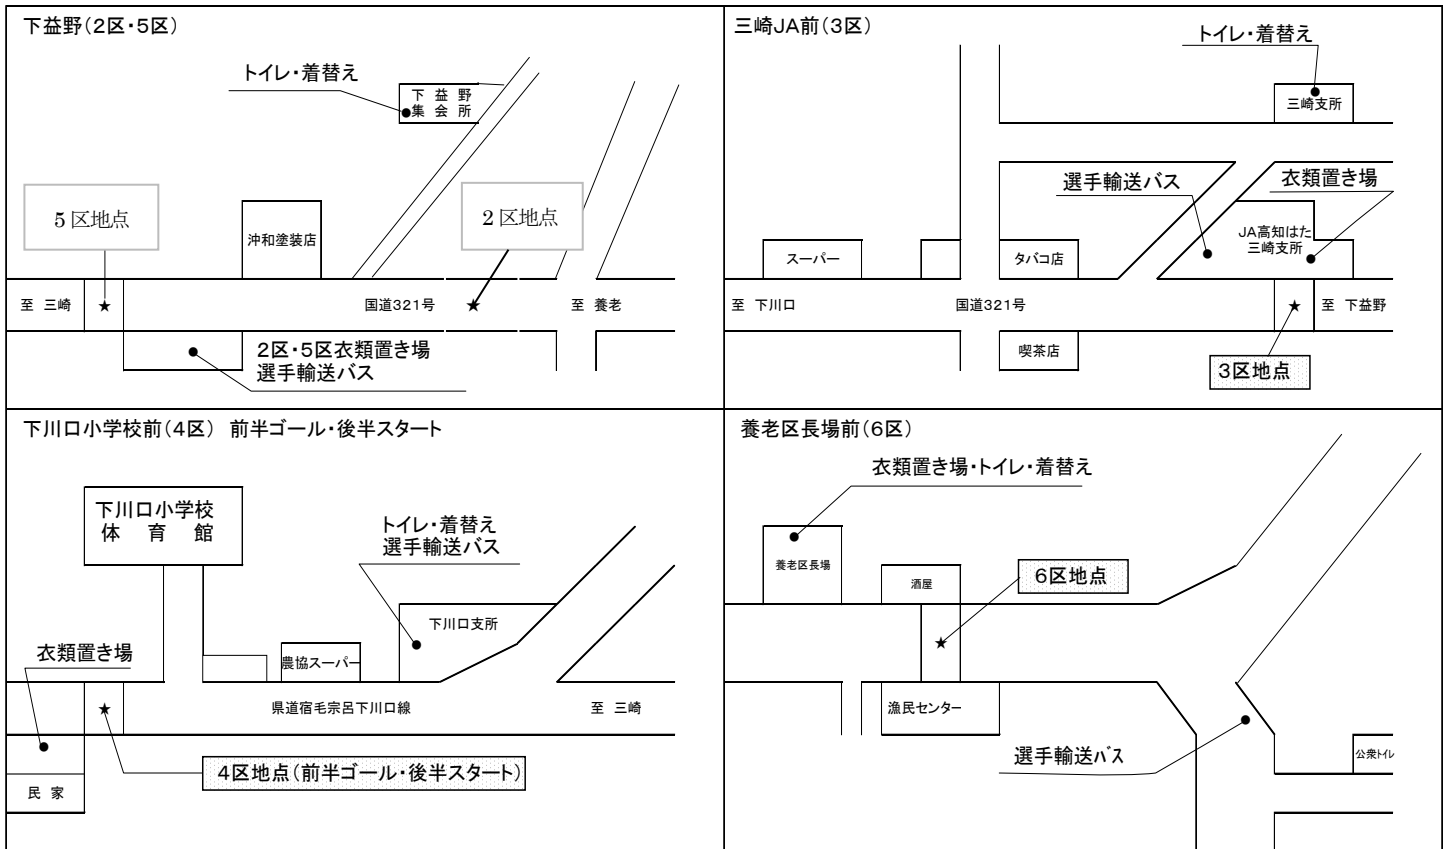 下益野(2区・5区)
トイレ・着替え
下益野
集会所
5区地点
2区地点
沖和塗装店
至 三崎
★
国道321号
★
至 養老
2区・5区衣類置き場
選手輸送バス
三崎JA前(3区)
トイレ・着替え
三崎支所
選手輸送バス
衣類置き場
JA高知はた
三崎支所
スーパー
タバコ店
至 下川口
国道321号
★
至 下益野
喫茶店
3区地点
下川口小学校前(4区) 前半ゴール・後半スタート
下川口小学校
体育館
トイレ・着替え
選手輸送バス
下川口支所
衣類置き場
農協スーパー
★
県道宿毛宗呂下川口線
至 三崎
4区地点(前半ゴール・後半スタート)
民家
養老区長場前(6区)
衣類置き場・トイレ・着替え
養老区長場
酒屋
6区地点
★
漁民センター
選手輸送バス
公衆トイレ